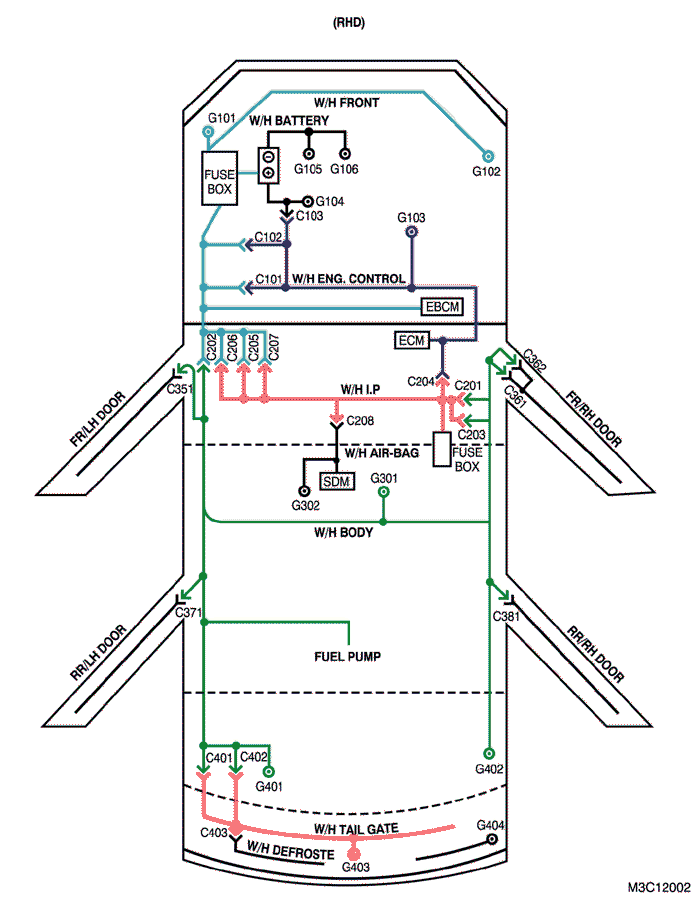 (RHD)
W/H FRONT
G101
W/H BATTERY
G105
G106
G102
FUSE
BOX
G104
C103
G103
C102
C101
W/H ENG. CONTROL
EBCM
C202
C206
C205
C207
ECM
C204
C201
C362
C361
C351
W/H I.P
C208
C203
FR/LH DOOR
FR/RH DOOR
W/H AIR-BAG
FUSE
BOX
SDM
G301
G302
W/H BODY
C371
C381
RR/LH DOOR
RR/RH DOOR
FUEL PUMP
C401
C402
G401
G402
C403
W/H TAIL GATE
G404
W/H DEFROSTE
G403
M3C12002